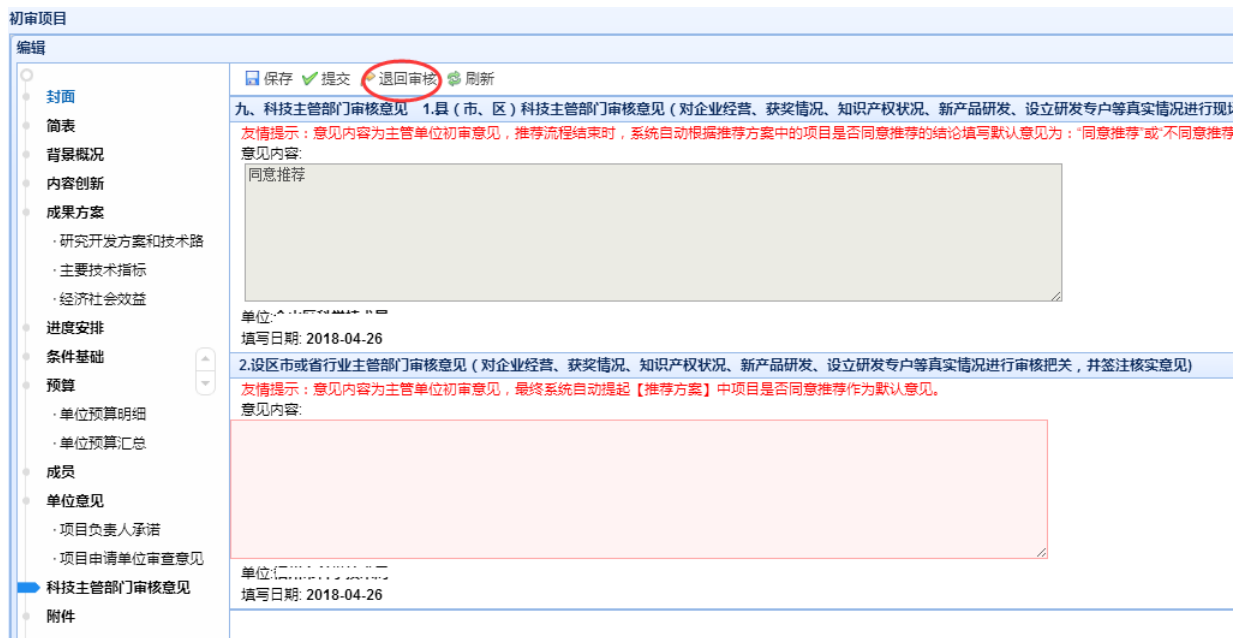 初审项目
编辑
封面
简表
背景概况
内容创新
成果方案
·研究开发方案和技术路
·主要技术指标
·经济社会效益
进度安排
条件基础
预算
·单位预算明细
·单位预算汇总
成员
单位意见
·项目负责人承诺
·项目申请单位审查意见
科技主管部门审核意见
附件
保存 提交 退回审核 刷新
九、科技主管部门审核意见 1.县（市、区）科技主管部门审核意见（对企业经营、获奖情况、知识产权状况、新产品研发、设立研发专户等真实情况进行现场
友情提示：意见内容为主管单位初审意见，推荐流程结束时，系统自动根据推荐方案中的项目是否同意推荐的结论填写默认意见为：“同意推荐”或“不同意推荐
意见内容:
同意推荐
单位:
填写日期: 2018-04-26
2.设区市或省行业主管部门审核意见（对企业经营、获奖情况、知识产权状况、新产品研发、设立研发专户等真实情况进行审核把关，并签注核实意见)
友情提示：意见内容为主管单位初审意见，最终系统自动提起【推荐方案】中项目是否同意推荐作为默认意见。
意见内容:
单位:
填写日期: 2018-04-26